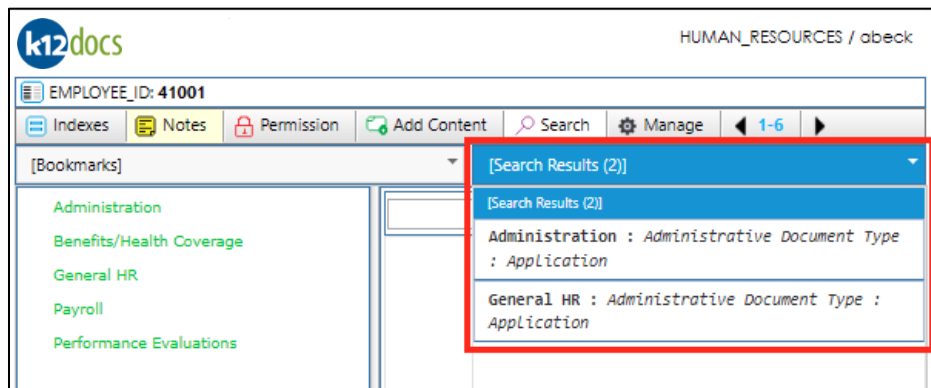 k12docs
HUMAN_RESOURCES / abeck
EMPLOYEE_ID: 41001
Indexes Notes Permission Add Content Search Manage 1-6
[Bookmarks]
[Search Results (2)]
Administration
Benefits/Health Coverage
General HR
Payroll
Performance Evaluations
[Search Results (2)]
Administration : Administrative Document Type
: Application
General HR : Administrative Document Type :
Application